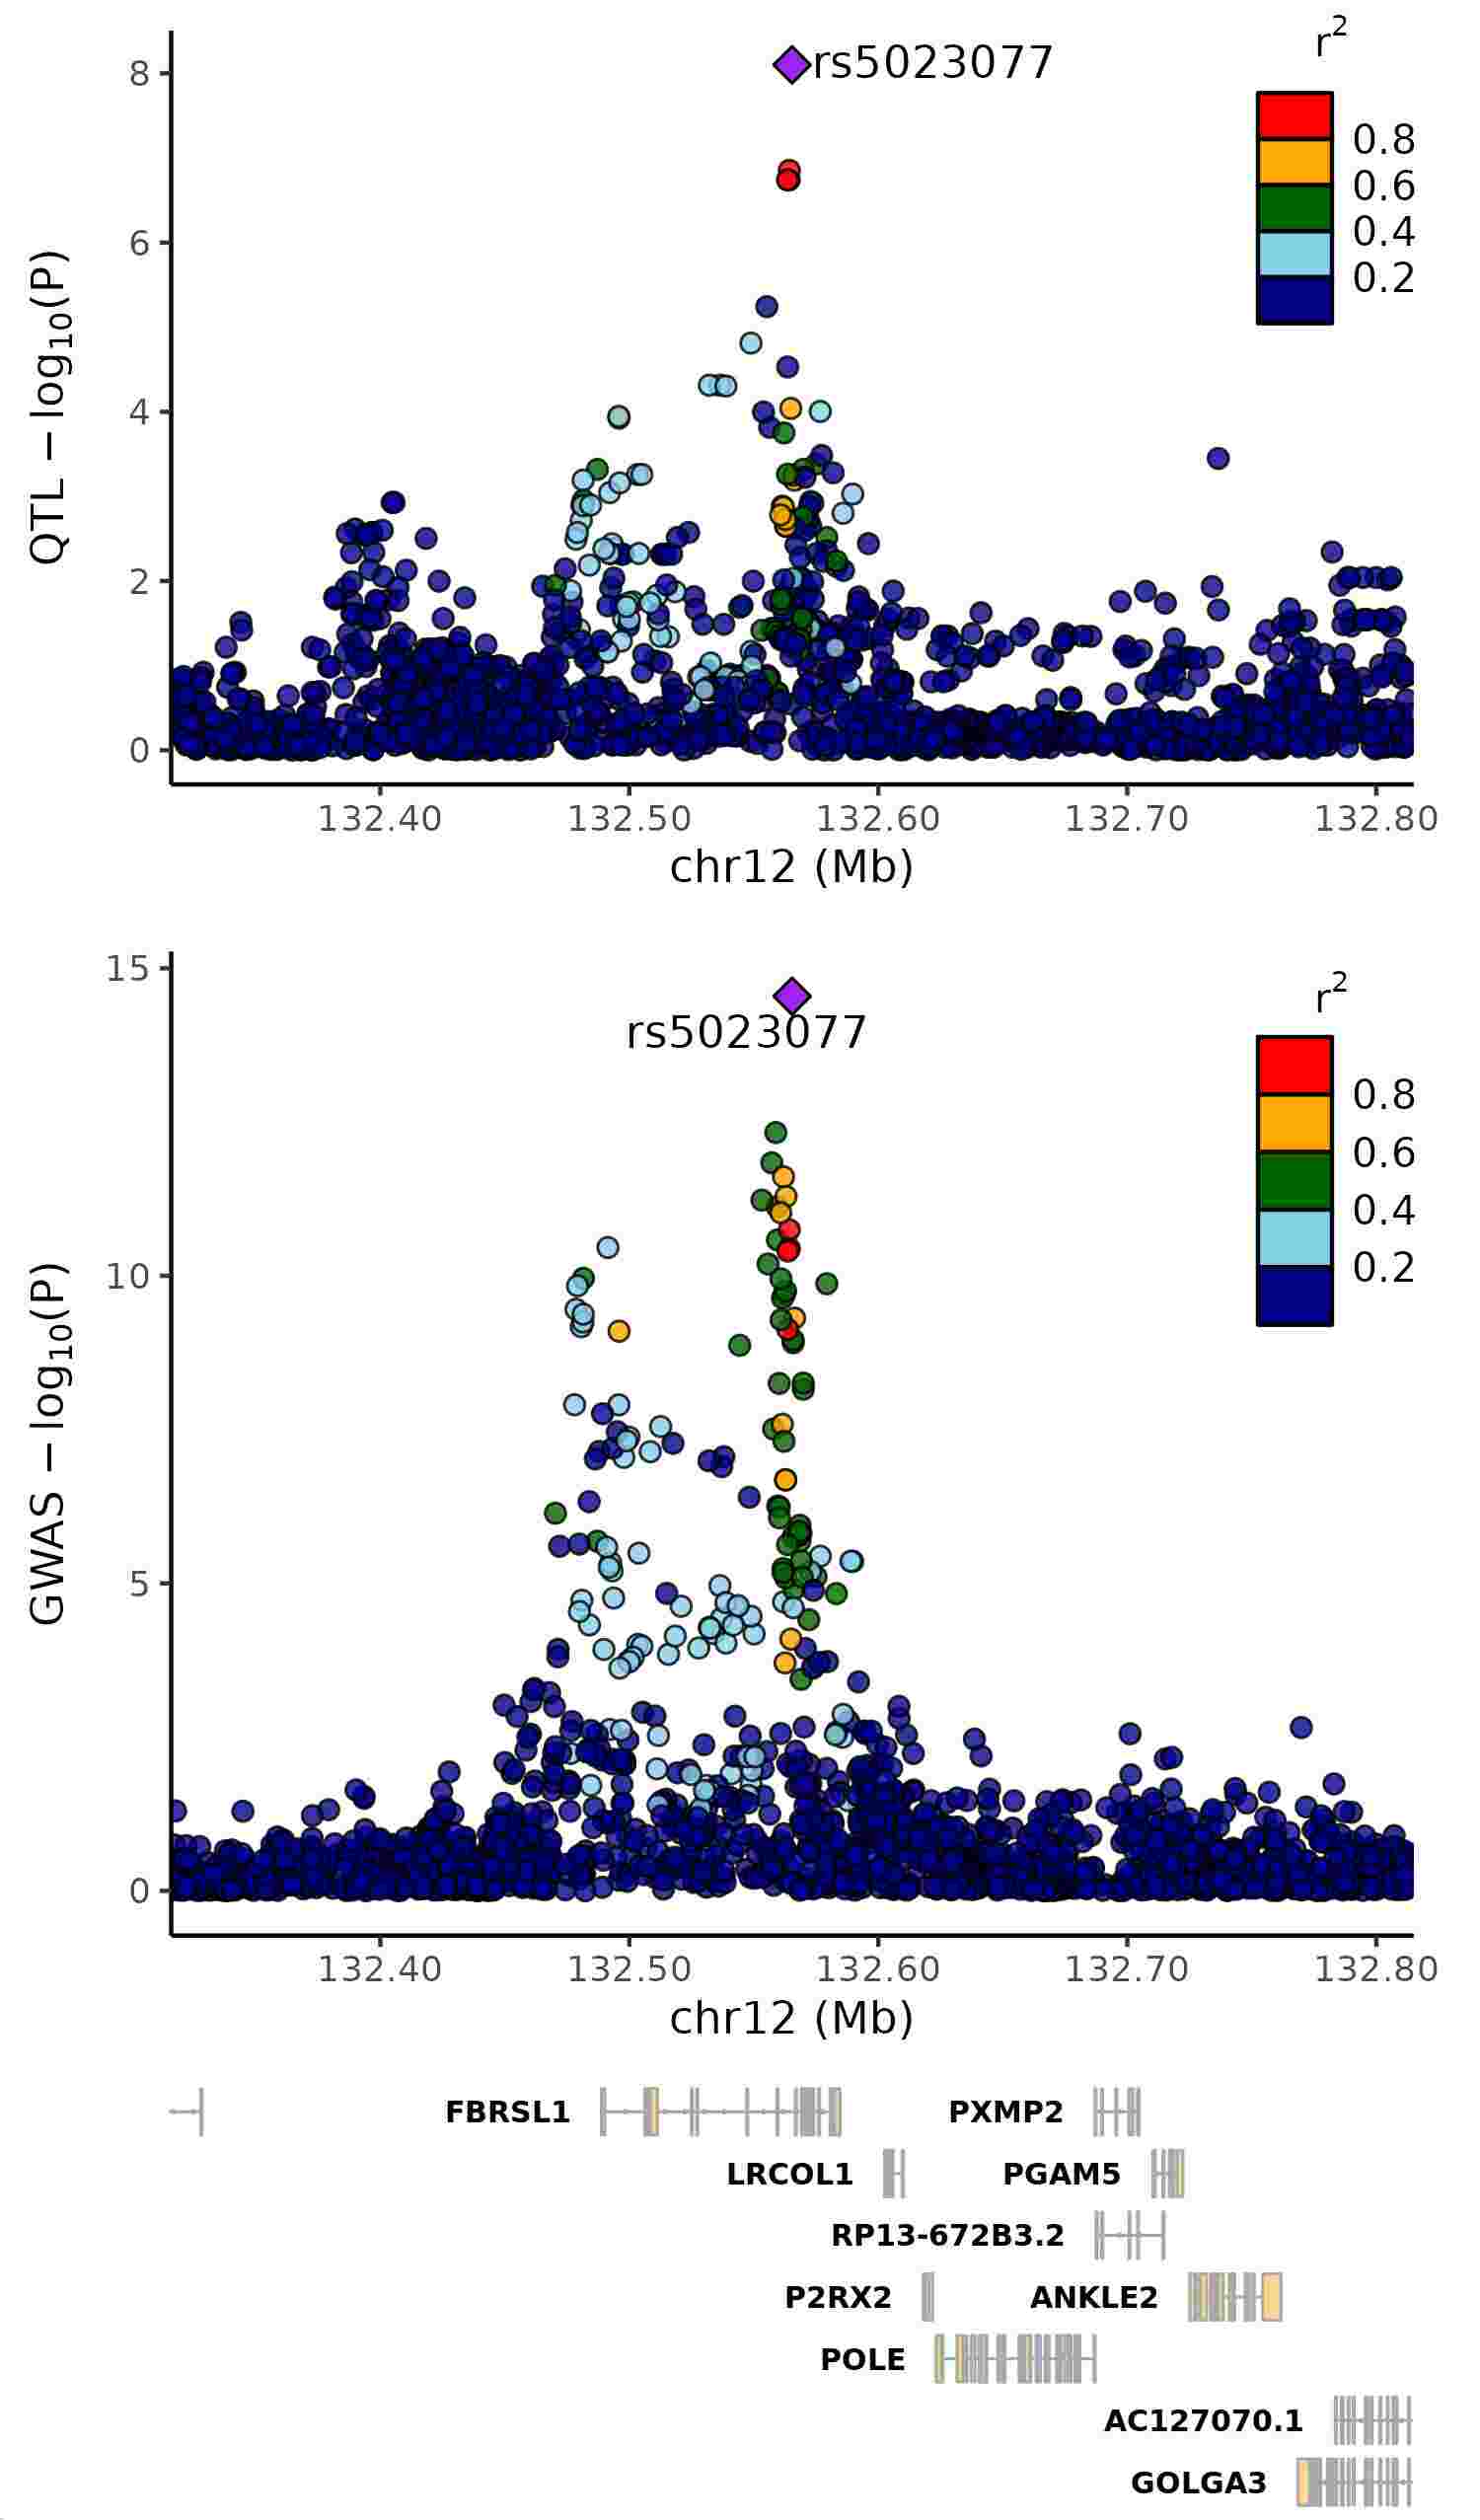 r2
rs5023077
8
6
4
2
0
0.8
0.6
0.4
0.2
QTL − log10(P)
132.40 132.50 132.60 132.70 132.80
chr12 (Mb)
r2
rs5023077
15
10
5
0
0.8
0.6
0.4
0.2
GWAS − log10(P)
132.40 132.50 132.60 132.70 132.80
chr12 (Mb)
FBRSL1 PXMP2
LRCOL1 PGAM5
RP13-672B3.2
P2RX2 ANKLE2
POLE
AC127070.1
GOLGA3